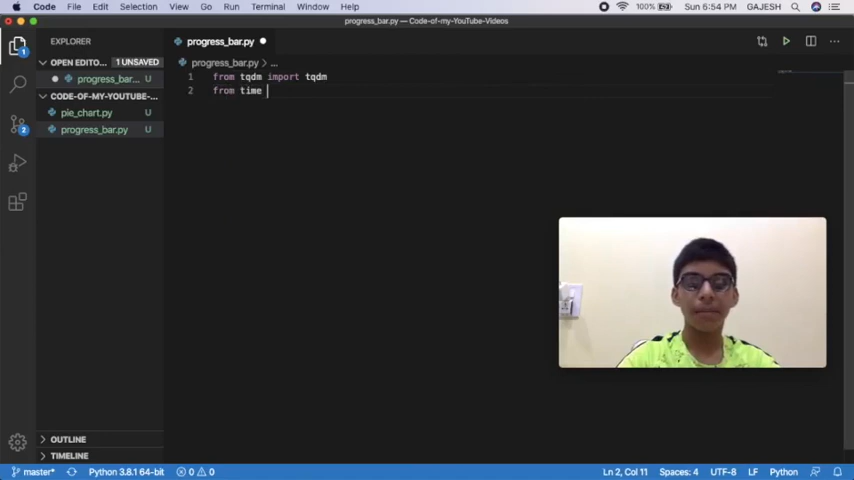 Code File Edit Selection View Go Run Terminal Window Help 100% Sun 6:54 PM GAJESH
progress_bar.py — Code-of-my-YouTube-Videos
EXPLORER
progress_bar.py
OPEN EDITO... 1 UNSAVED
progress_bar.py > ...
progress_bar... U
1 from tqdm import tqdm
2 from time
CODE-OF-MY-YOUTUBE-...
pie_chart.py U
progress_bar.py U
1
2
OUTLINE
TIMELINE
master* Python 3.8.1 64-bit 0 0 Ln 2, Col 11 Spaces: 4 UTF-8 LF Python